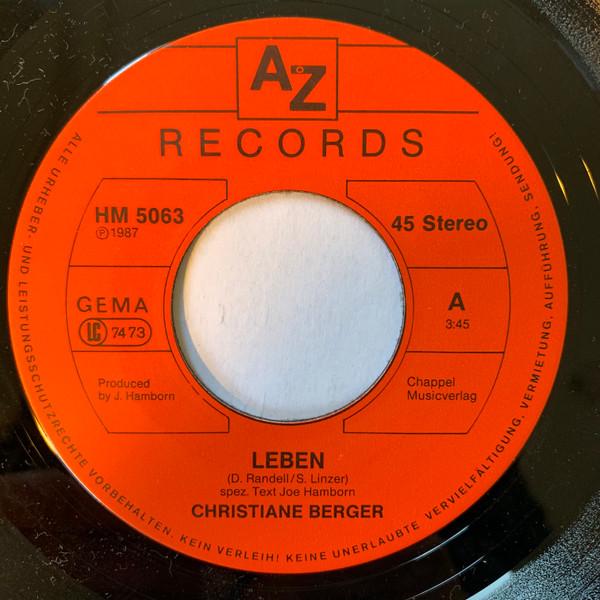 AZ
RECORDS
HM 5063
℗1987
45 Stereo
GEMA
LC 7473
A
3:45
Produced
by J. Hamborn
Chappel
Musicverlag
LEBEN
(D. Randell/S. Linzer)
spez. Text Joe Hamborn
CHRISTIANE BERGER
ALLE URHEBER- UND LEISTUNGSSCHUTZRECHTE VORBEHALTEN. KEIN VERLEIH! KEINE UNERLAUBTE VERVIELFÄLTIGUNG, VERMIETUNG, AUFFÜHRUNG, SENDUNG!